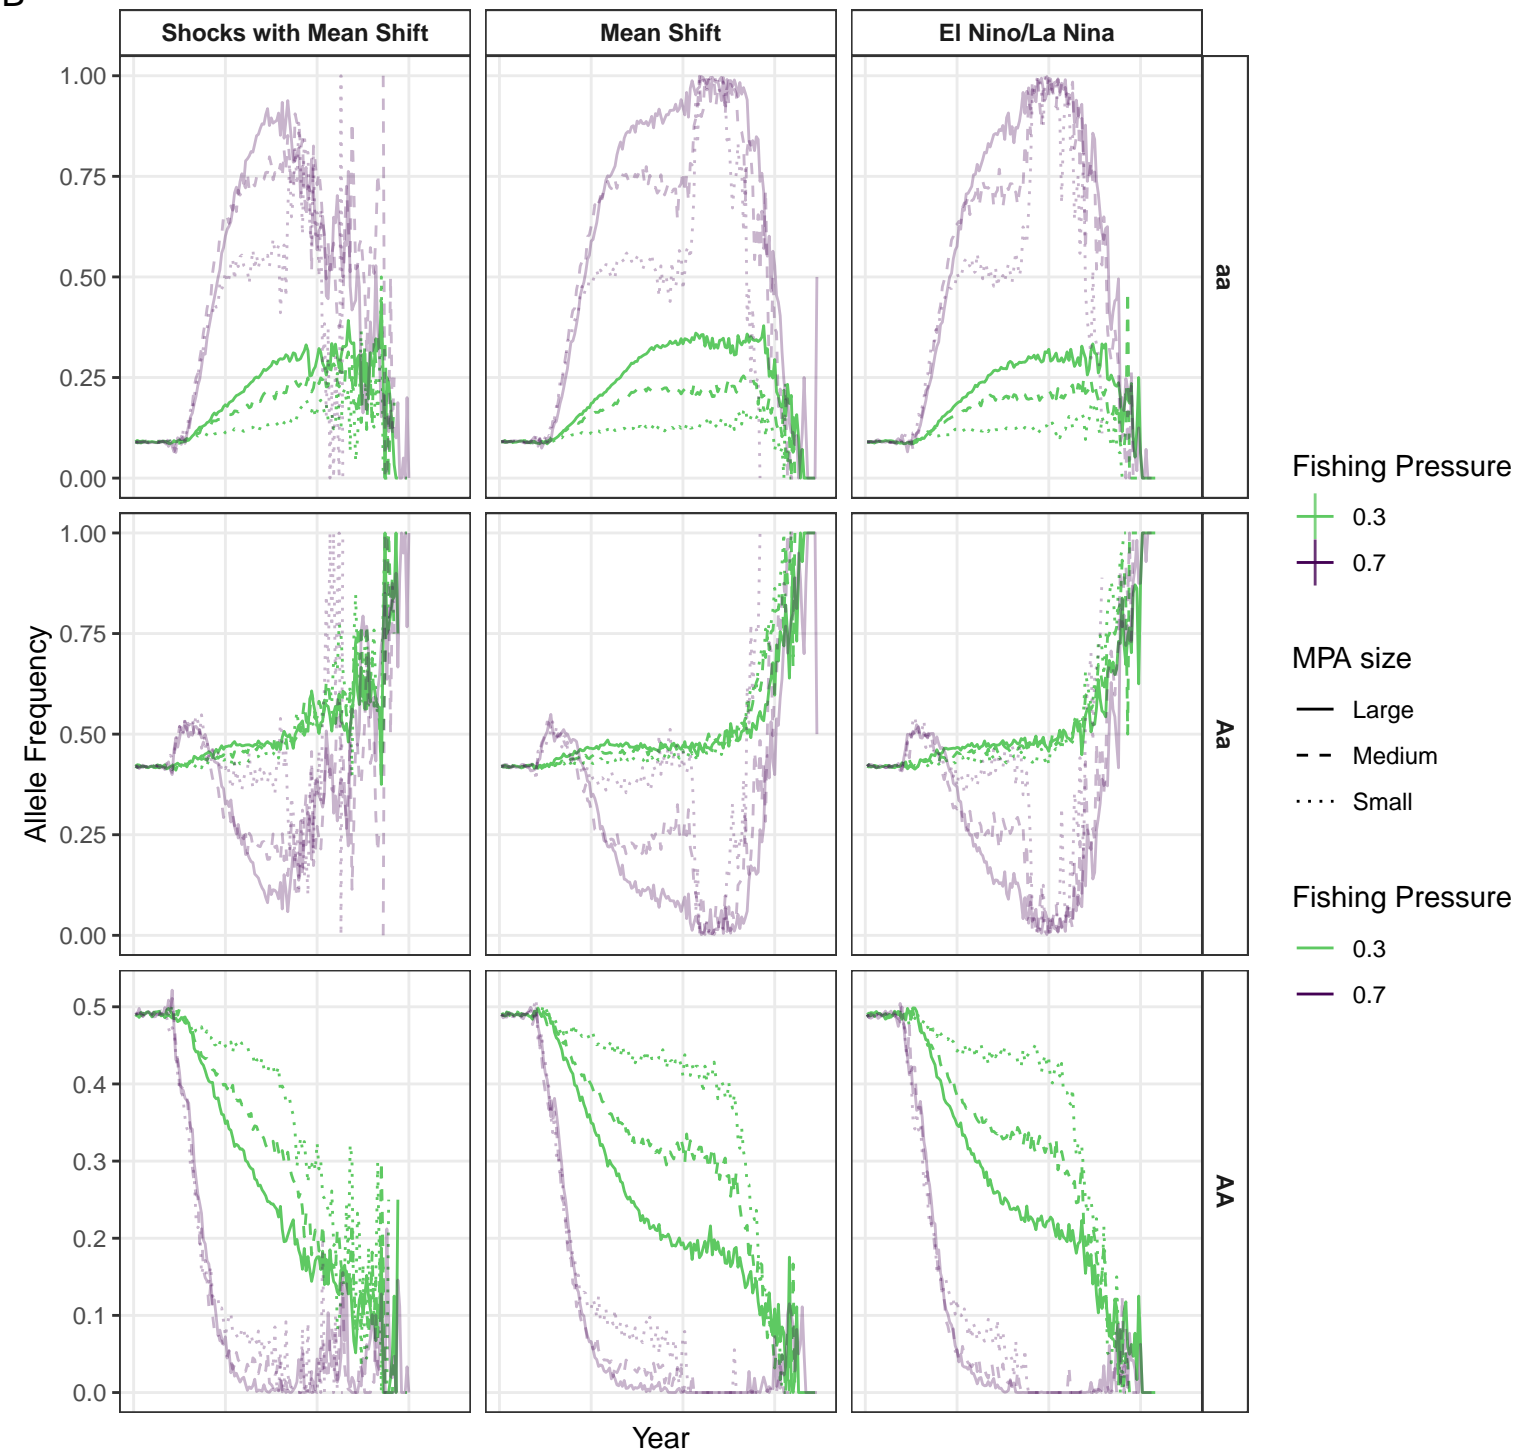 Shocks with Mean Shift
Mean Shift
El Nino/La Nina
1.00
0.75
0.50
0.25
0.00
aa
1.00
0.75
0.50
0.25
0.00
Aa
0.5
0.4
0.3
0.2
0.1
0.0
AA
Allele Frequency
Year
Fishing Pressure
0.3
0.7
MPA size
Large
Medium
Small
Fishing Pressure
0.3
0.7